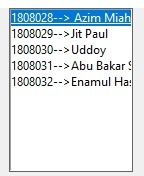 1808028--> Azim Miah
1808029-->Jit Paul
1808030-->Uddoy
1808031-->Abu Bakar S
1808032-->Enamul Has